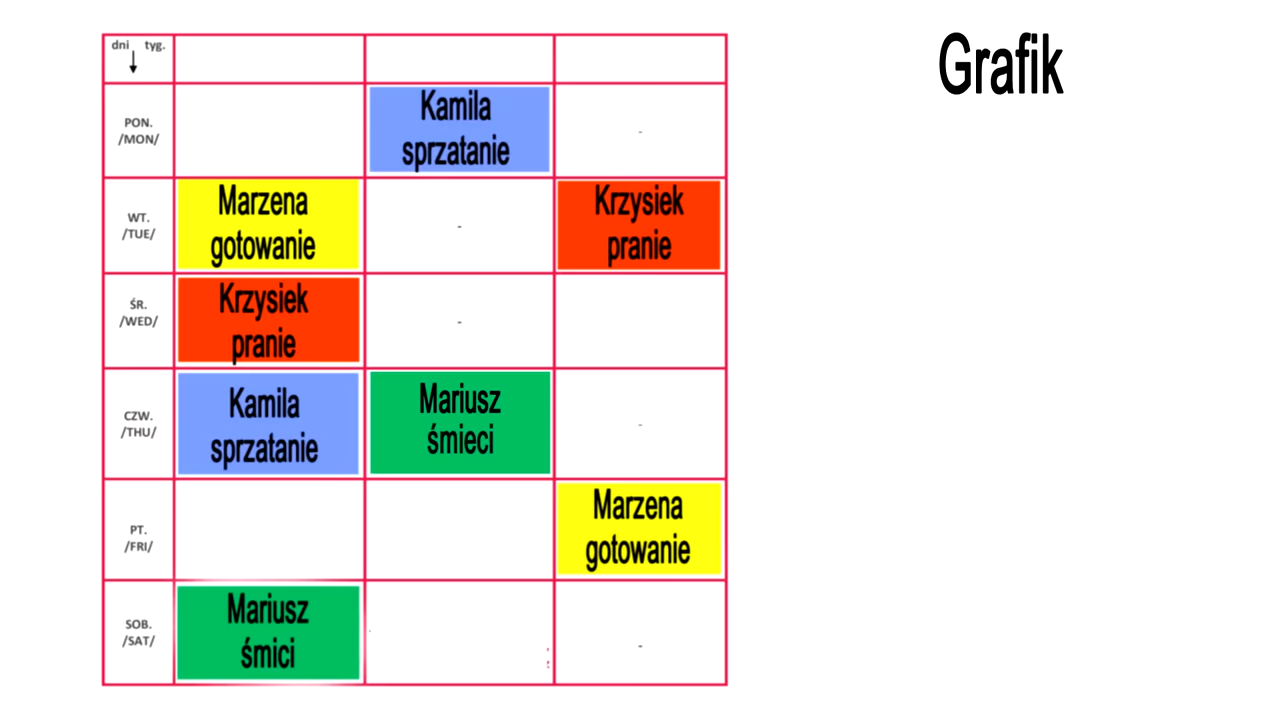 Grafik
dni tyg.
PON.
/MON/
Kamila
sprzatanie
-
WT.
/TUE/
Marzena
gotowanie
-
Krzysiek
pranie
ŚR.
/WED/
Krzysiek
pranie
-
CZW.
/THU/
Kamila
sprzatanie
Mariusz
śmieci
-
PT.
/FRI/
Marzena
gotowanie
SOB.
/SAT/
Mariusz
śmici
-